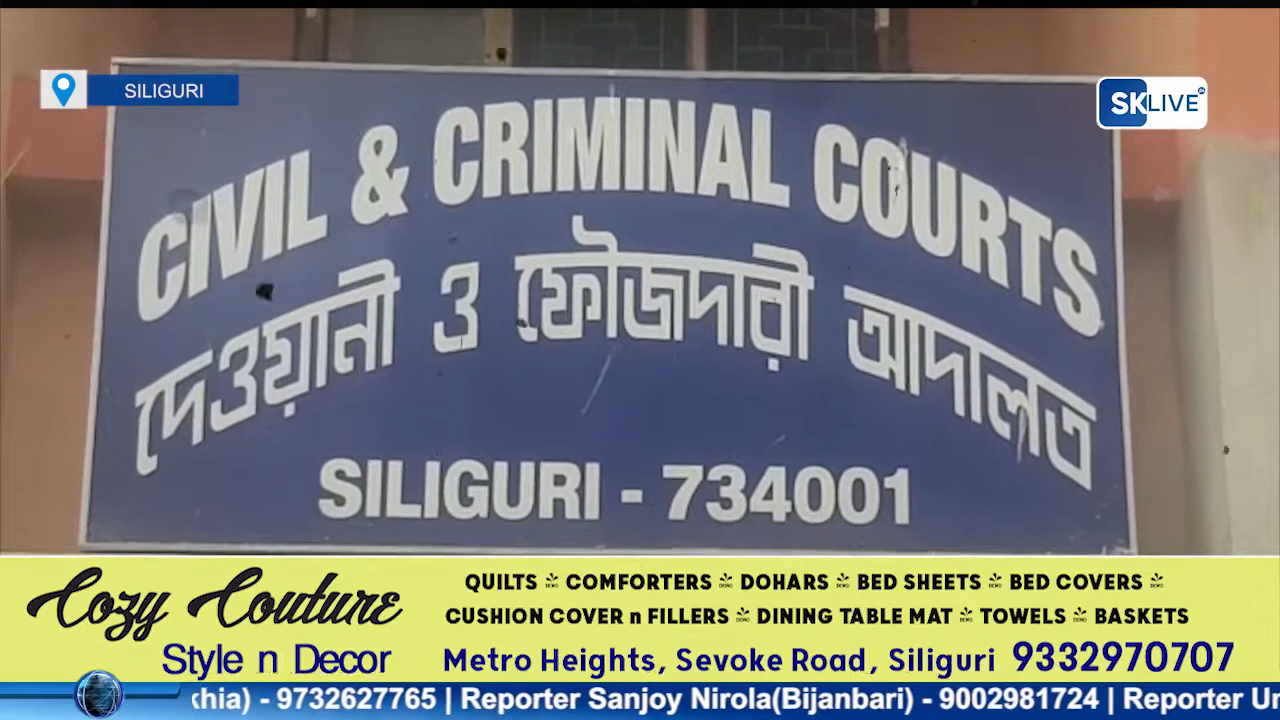 SILIGURI
SK LIVE
CIVIL & CRIMINAL COURTS
দেওয়ানী ও ফৌজদারী আদালত
SILIGURI - 734001
Cozy Couture
Style n Decor
QUILTS COMFORTERS DOHARS BED SHEETS BED COVERS
CUSHION COVER n FILLERS DINING TABLE MAT TOWELS BASKETS
Metro Heights, Sevoke Road, Siliguri 9332970707
- 9732627765 | Reporter Sanjoy Nirola(Bijanbari) - 9002981724 | Reporter